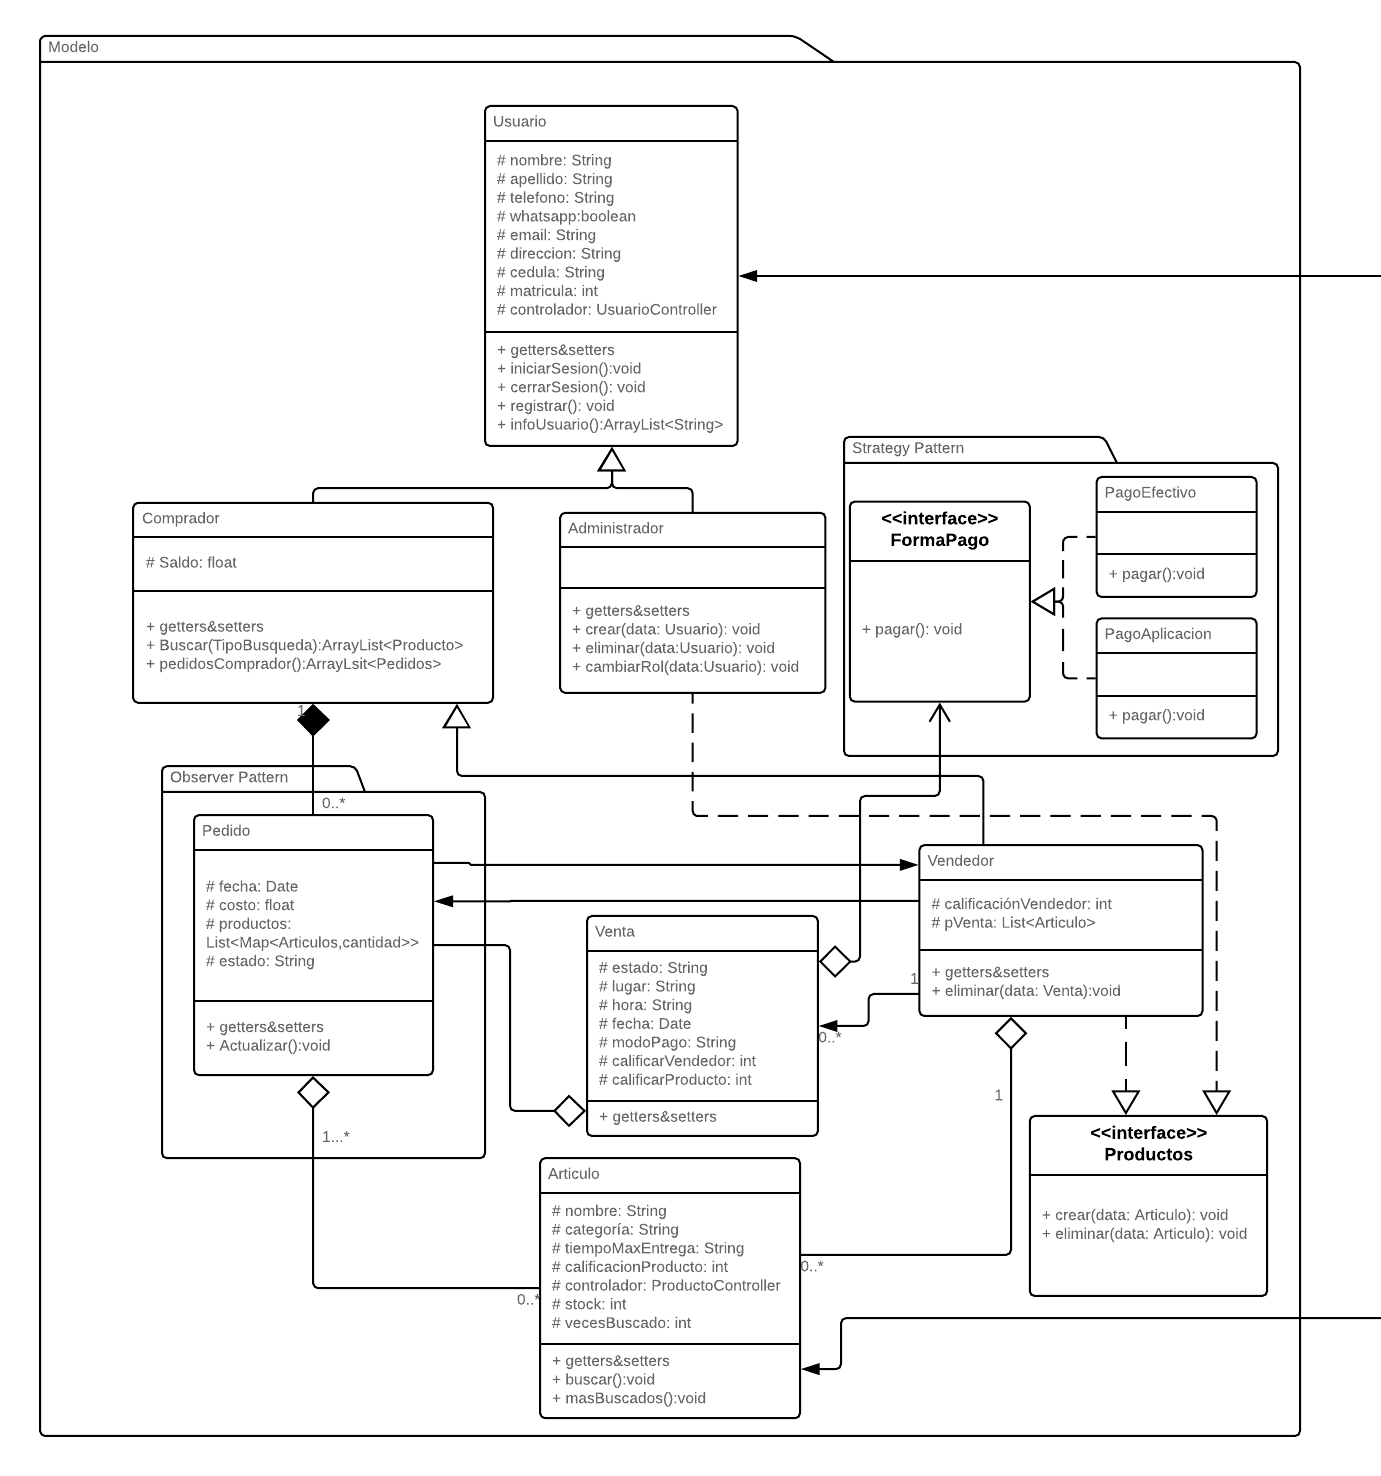 Modelo
Usuario
# nombre: String
# apellido: String
# telefono: String
# whatsapp:boolean
# email: String
# direccion: String
# cedula: String
# matricula: int
# controlador: UsuarioController
+ getters&setters
+ iniciarSesion():void
+ cerrarSesion(): void
+ registrar(): void
+ infoUsuario():ArrayList<String>
Comprador
# Saldo: float
+ getters&setters
+ Buscar(TipoBusqueda):ArrayList<Producto>
+ pedidosComprador():ArrayLsit<Pedidos>
Administrador
+ getters&setters
+ crear(data: Usuario): void
+ eliminar(data:Usuario): void
+ cambiarRol(data:Usuario): void
Strategy Pattern
<<interface>>
FormaPago
+ pagar(): void
PagoEfectivo
+ pagar():void
PagoAplicacion
+ pagar():void
1
0..*
Observer Pattern
Pedido
# fecha: Date
# costo: float
# productos:
List<Map<Articulos,cantidad>>
# estado: String
+ getters&setters
+ Actualizar():void
1...*
0..*
Venta
# estado: String
# lugar: String
# hora: String
# fecha: Date
# modoPago: String
# calificarVendedor: int
# calificarProducto: int
+ getters&setters
Vendedor
# calificaciónVendedor: int
# pVenta: List<Articulo>
+ getters&setters
+ eliminar(data: Venta):void
1
0..*
1
0..*
Articulo
# nombre: String
# categoría: String
# tiempoMaxEntrega: String
# calificacionProducto: int
# controlador: ProductoController
# stock: int
# vecesBuscado: int
+ getters&setters
+ buscar():void
+ masBuscados():void
<<interface>>
Productos
+ crear(data: Articulo): void
+ eliminar(data: Articulo): void